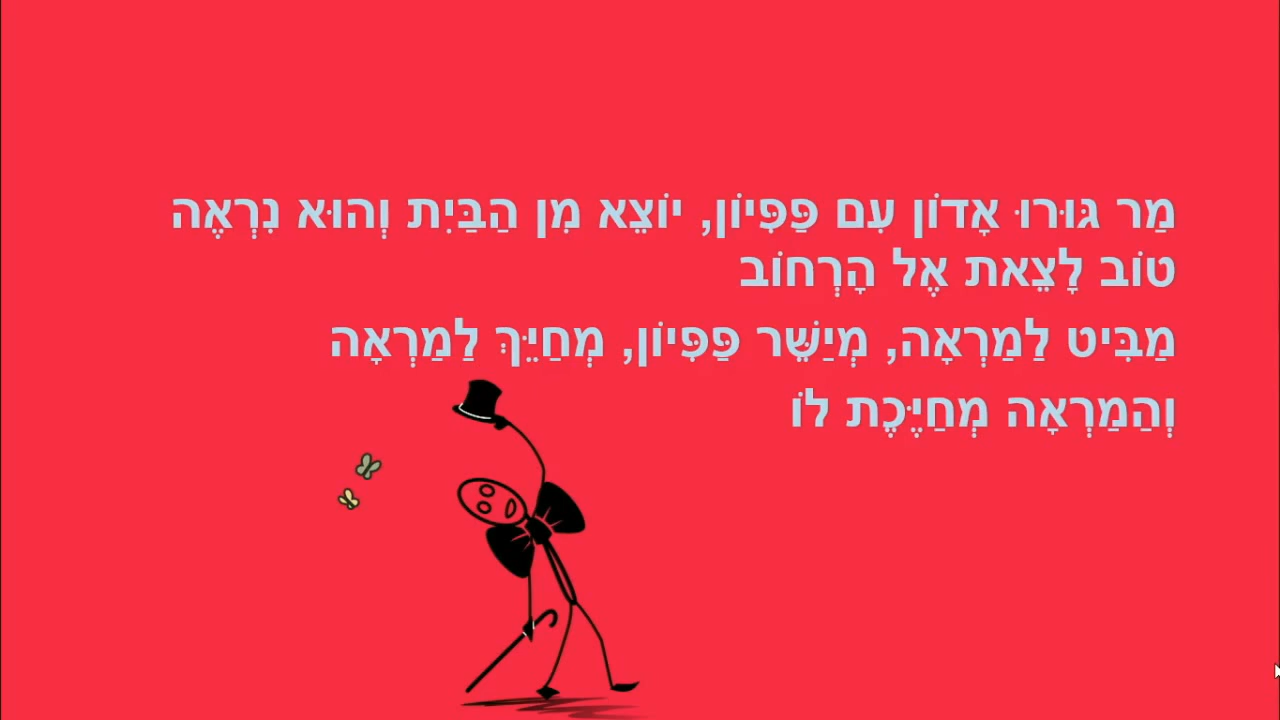 מַר גּוּרוּ אָדוֹן עִם פַּפִּיוֹן, יוֹצֵא מִן הַבַּיִת וְהוּא נִרְאֶה
טוֹב לָצֵאת אֶל הָרְחוֹב
מַבִּיט לַמַּרְאָה, מְיַשֵּׁר פַּפִּיוֹן, מְחַיֵּךְ לַמַּרְאָה
וְהַמַּרְאָה מְחַיֶּכֶת לוֹ